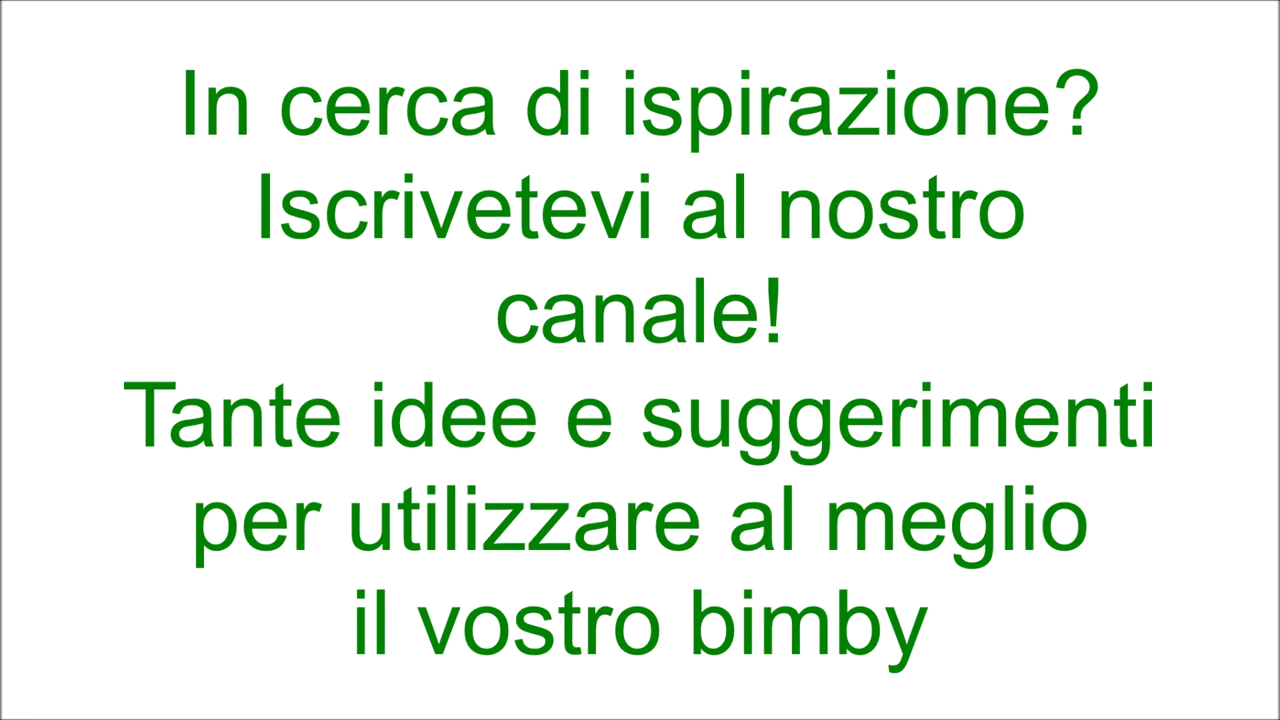 In cerca di ispirazione?
Iscrivetevi al nostro
canale!
Tante idee e suggerimenti
per utilizzare al meglio
il vostro bimby